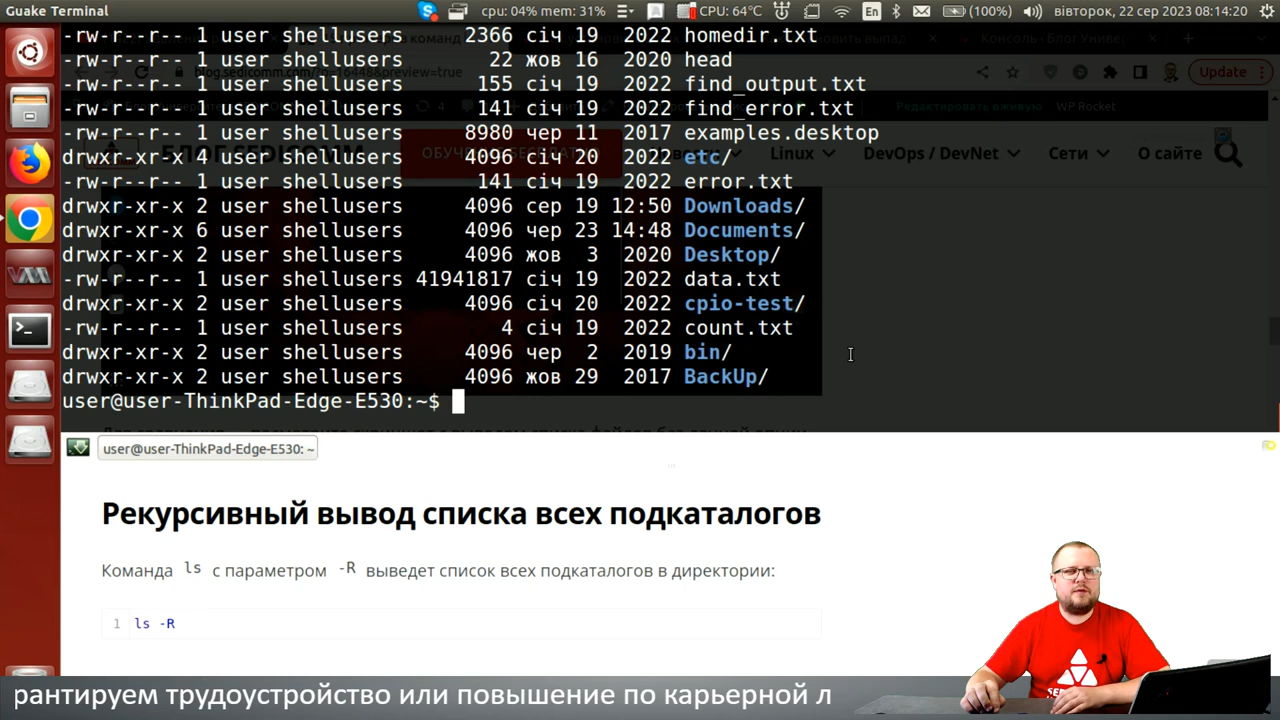 Guake Terminal
cpu: 04% mem: 31%
CPU: 64°C
En
(100%)
вівторок, 22 сер 2023 08:14:20
-rw-r--r-- 1 user shellusers 2366 січ 19 2022 homedir.txt
-rw-r--r-- 1 user shellusers 22 жов 16 2020 head
-rw-r--r-- 1 user shellusers 155 січ 19 2022 find_output.txt
-rw-r--r-- 1 user shellusers 141 січ 19 2022 find_error.txt
-rw-r--r-- 1 user shellusers 8980 чер 11 2017 examples.desktop
drwxr-xr-x 4 user shellusers 4096 січ 20 2022 etc/
-rw-r--r-- 1 user shellusers 141 січ 19 2022 error.txt
drwxr-xr-x 2 user shellusers 4096 сер 19 12:50 Downloads/
drwxr-xr-x 6 user shellusers 4096 чер 23 14:48 Documents/
drwxr-xr-x 2 user shellusers 4096 жов 3 2020 Desktop/
-rw-r--r-- 1 user shellusers 41941817 січ 19 2022 data.txt
drwxr-xr-x 2 user shellusers 4096 січ 20 2022 cpio-test/
-rw-r--r-- 1 user shellusers 4 січ 19 2022 count.txt
drwxr-xr-x 2 user shellusers 4096 чер 2 2019 bin/
drwxr-xr-x 2 user shellusers 4096 жов 29 2017 BackUp/
user@user-ThinkPad-Edge-E530:~$
Update
Редактировать вживую
WP Rocket
Linux
DevOps / DevNet
Сети
О сайте
user@user-ThinkPad-Edge-E530: ~
Рекурсивный вывод списка всех подкаталогов
Команда ls с параметром -R выведет список всех подкаталогов в директории:
1 ls -R
рантируем трудоустройство или повышение по карьерной л